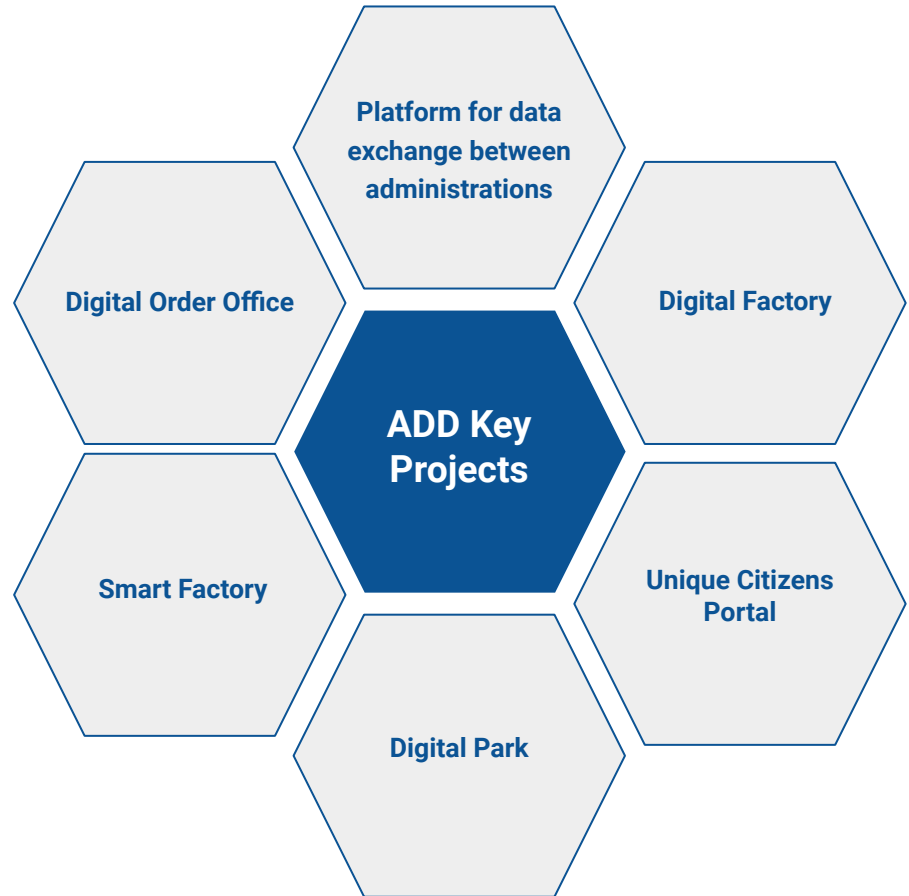 Platform for data
exchange between
administrations
Digital Order Office
Digital Factory
ADD Key
Projects
Smart Factory
Unique Citizens
Portal
Digital Park